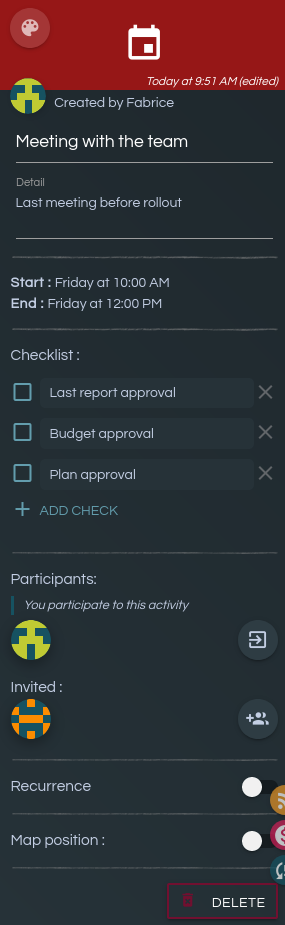 Today at 9:51 AM (edited)
Created by Fabrice
Meeting with the team
Detail
Last meeting before rollout
Start : Friday at 10:00 AM
End : Friday at 12:00 PM
Checklist :
Last report approval
Budget approval
Plan approval
ADD CHECK
Participants:
You participate to this activity
Invited :
Recurrence
Map position :
DELETE